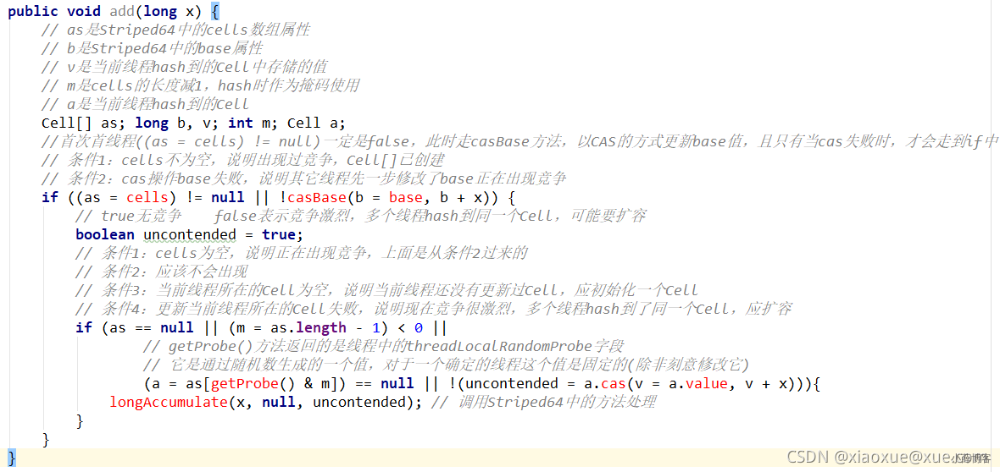 public void add(long x) {
// as是Striped64中的cells数组属性
// b是Striped64中的base属性
// v是当前线程hash到的Cell中存储的值
// m是cells的长度减1，hash时作为掩码使用
// a是当前线程hash到的Cell
Cell[] as; long b, v; int m; Cell a;
//首次首线程((as = cells) != null)一定是false，此时走casBase方法，以CAS的方式更新base值，且只有当cas失败时，才会走到if中
// 条件1：cells不为空，说明出现过竞争，Cell[]已创建
// 条件2：cas操作base失败，说明其它线程先一步修改了base正在出现竞争
if ((as = cells) != null || !casBase(b = base, b + x)) {
// true无竞争    false表示竞争激烈，多个线程hash到同一个Cell，可能要扩容
boolean uncontended = true;
// 条件1：cells为空，说明正在出现竞争，上面是从条件2过来的
// 条件2：应该不会出现
// 条件3：当前线程所在的Cell为空，说明当前线程还没有更新过Cell，应初始化一个Cell
// 条件4：更新当前线程所在的Cell失败，说明现在竞争很激烈，多个线程hash到了同一个Cell，应扩容
if (as == null || (m = as.length - 1) < 0 ||
// getProbe()方法返回的是线程中的threadLocalRandomProbe字段
// 它是通过随机数生成的一个值，对于一个确定的线程这个值是固定的(除非刻意修改它)
(a = as[getProbe() & m]) == null || !(uncontended = a.cas(v = a.value, v + x))){
longAccumulate(x, null, uncontended); // 调用Striped64中的方法处理
}
}
}
CSDN @xiaoxue@xue